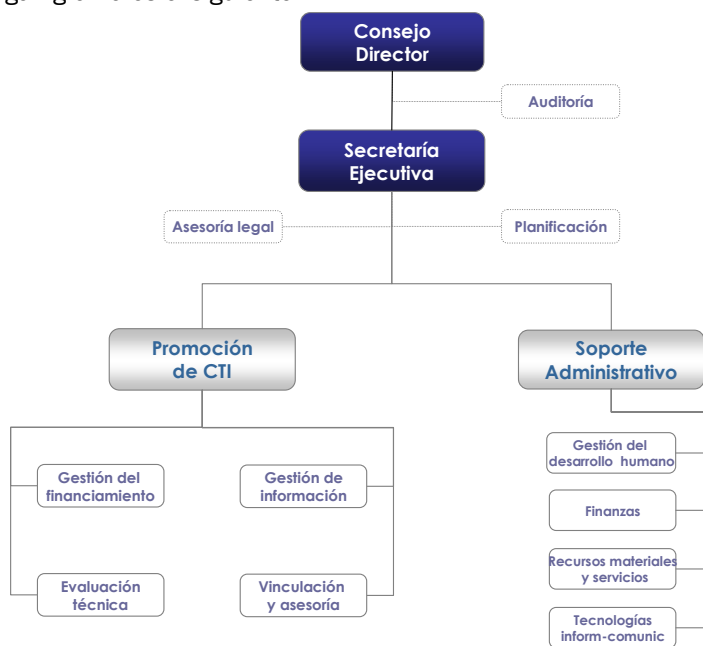 Consejo
Director
Auditoría
Secretaría
Ejecutiva
Asesoría legal
Planificación
Promoción
de CTI
Soporte
Administrativo
Gestión del
financiamiento
Gestión de
información
Gestión del
desarrollo humano
Finanzas
Evaluación
técnica
Vinculación
y asesoría
Recursos materiales
y servicios
Tecnologías
inform-comunic